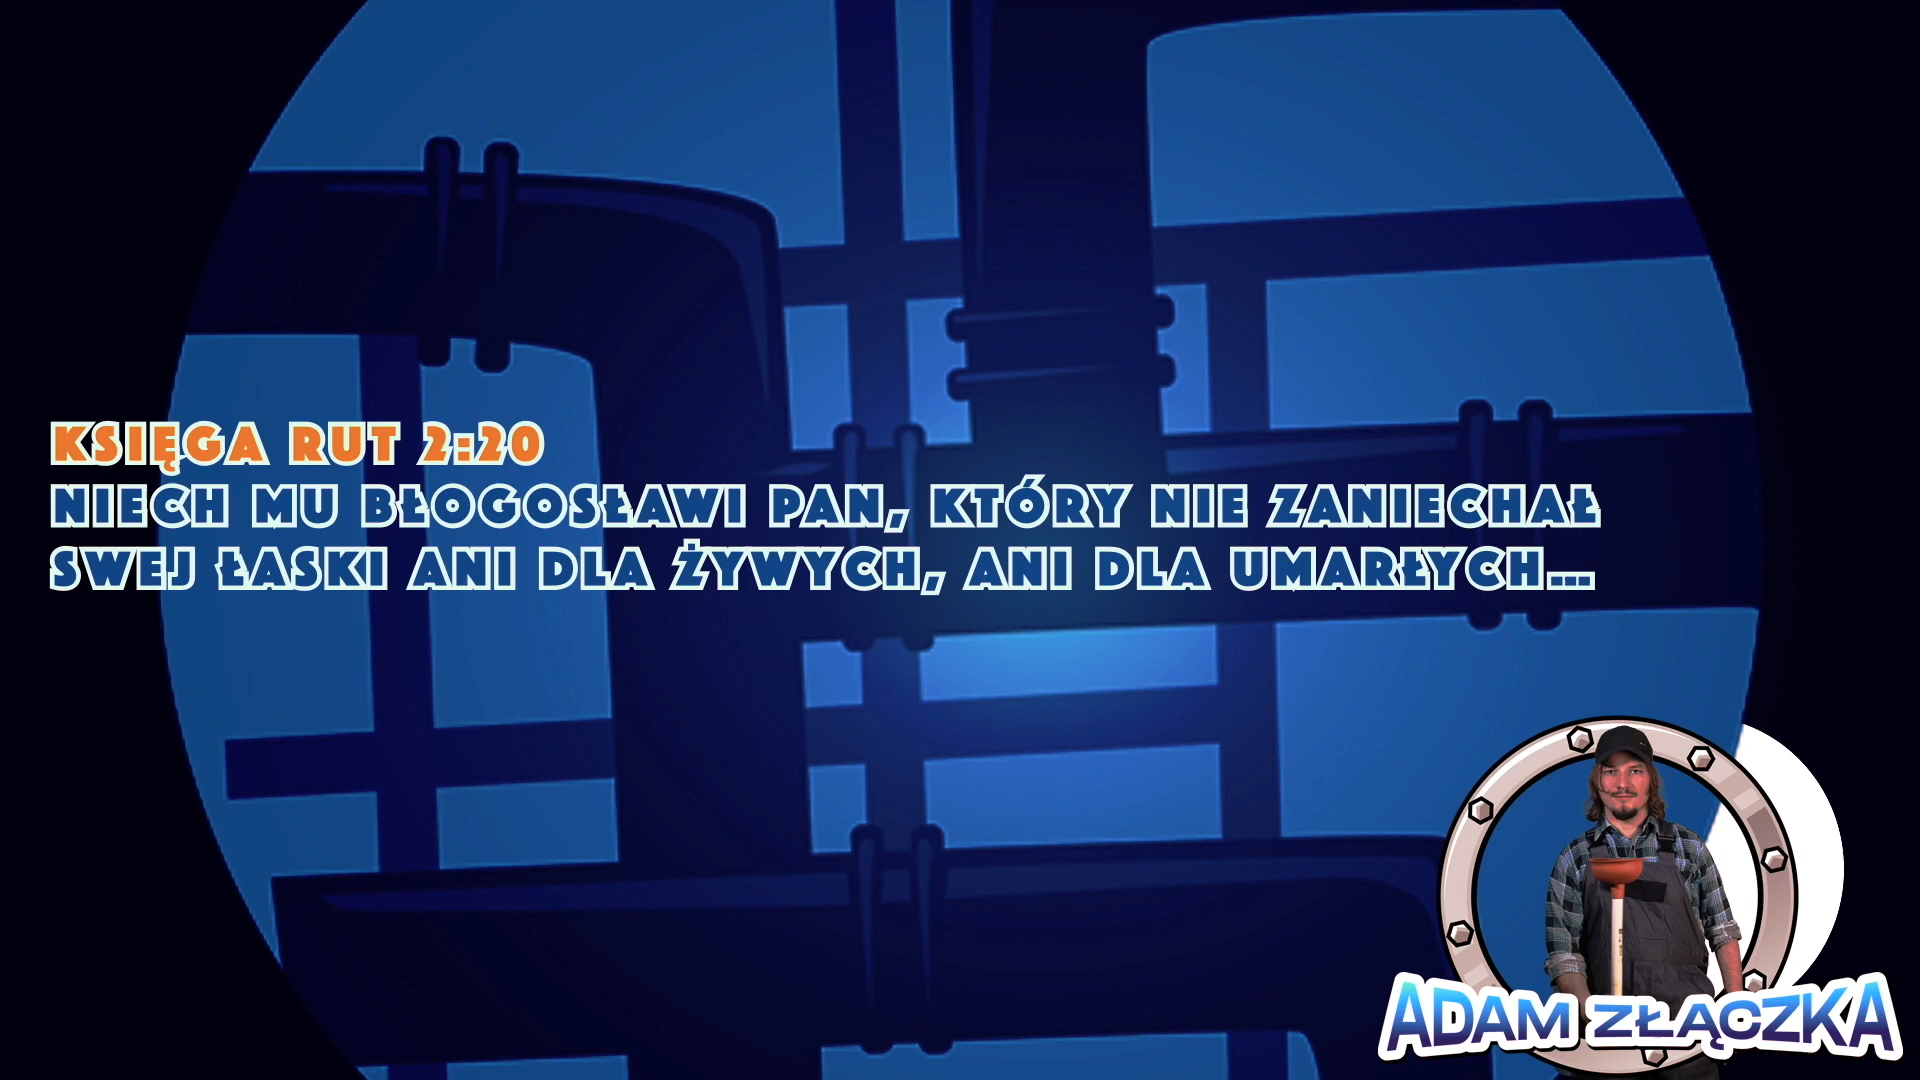 KSIĘGA RUT 2:20
NIECH MU BŁOGOSŁAWI PAN, KTÓRY NIE ZANIECHAŁ
SWEJ ŁASKI ANI DLA ŻYWYCH, ANI DLA UMARŁYCH...
ADAM ZŁĄCZKA